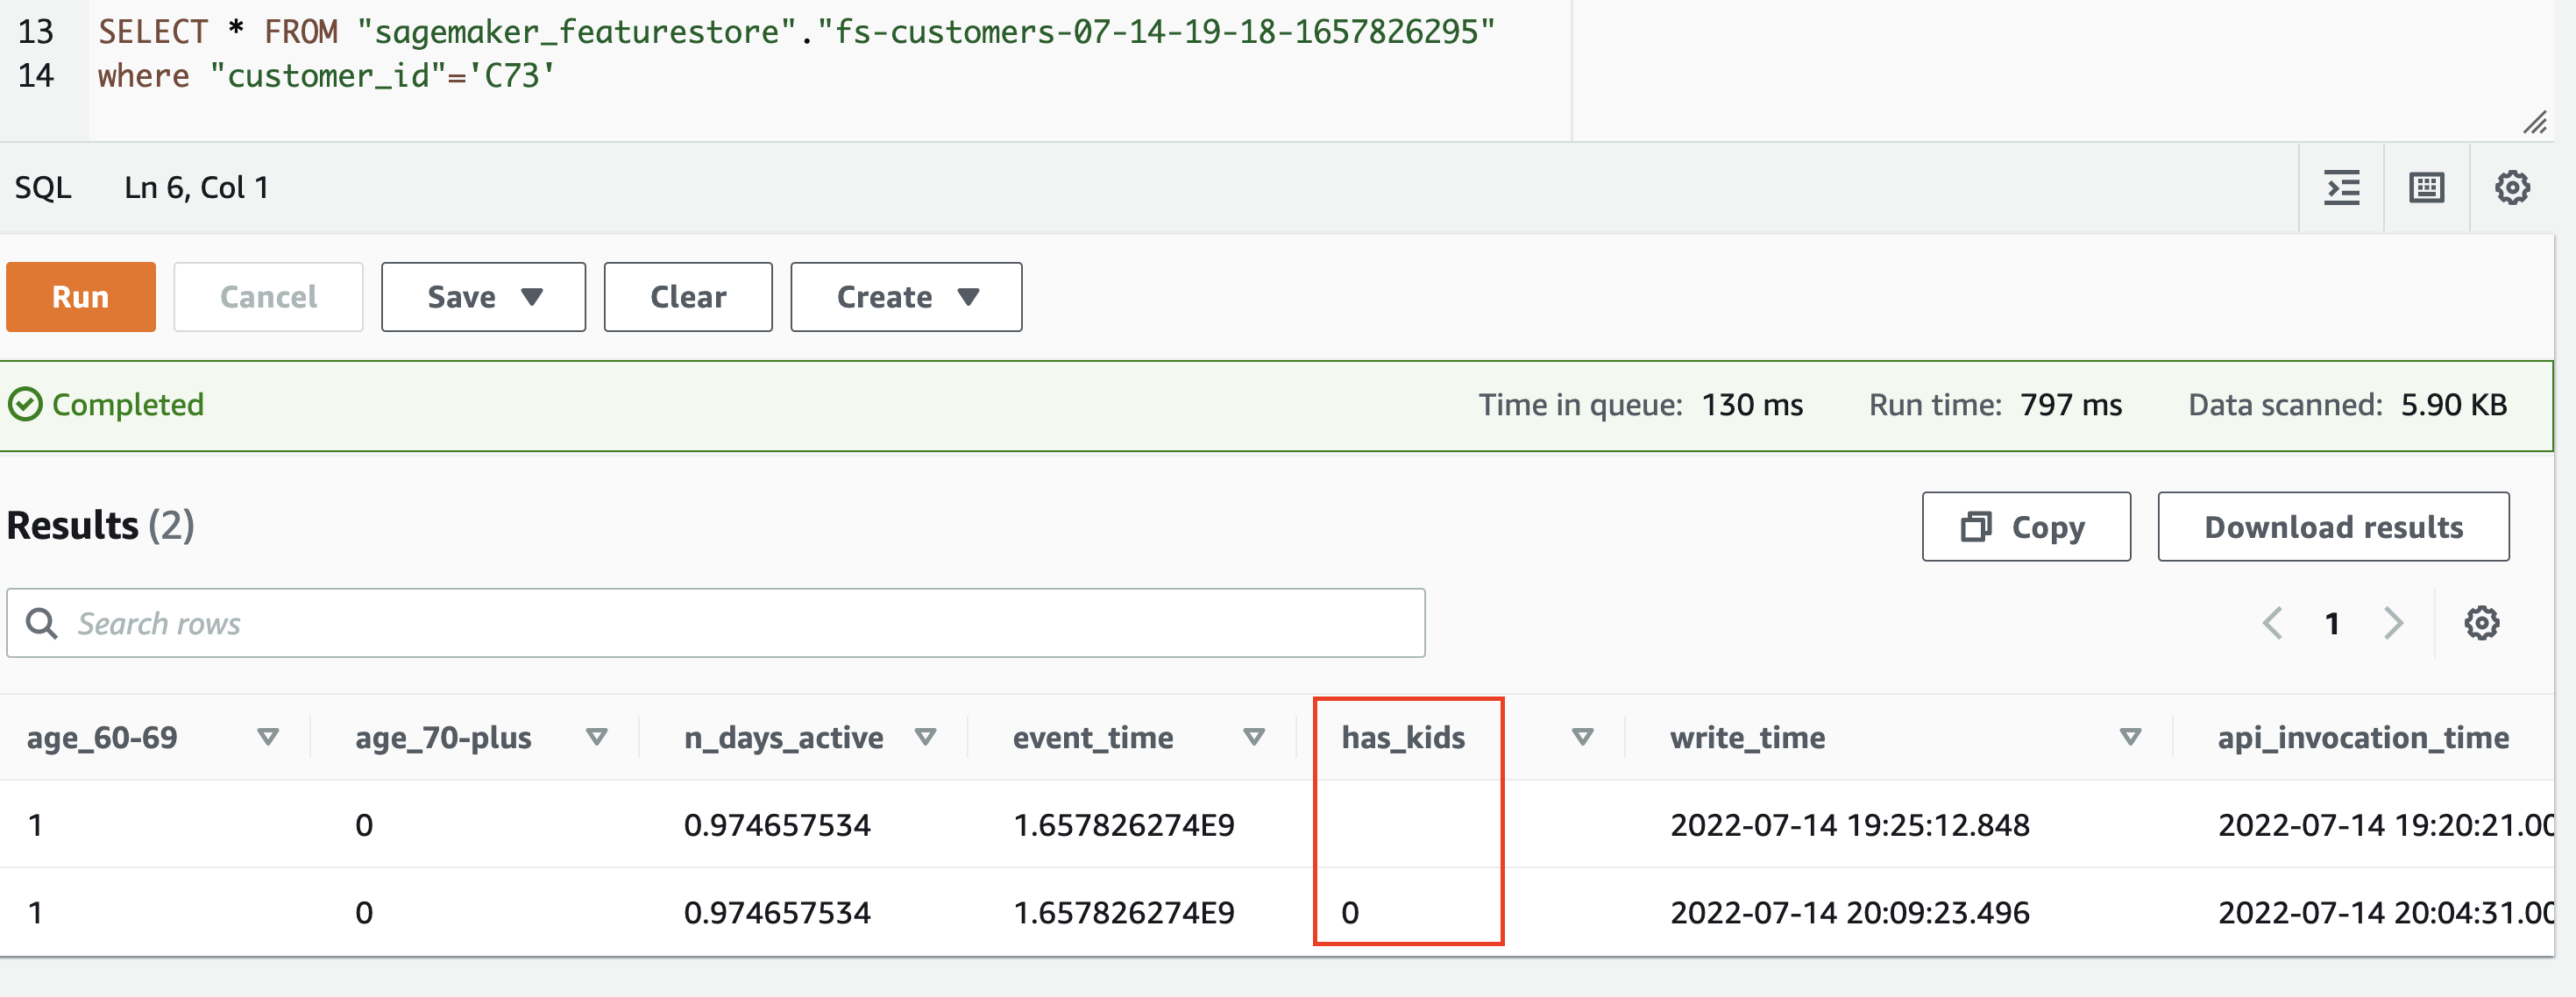 13 SELECT * FROM "sagemaker_featurestore"."fs-customers-07-14-19-18-1657826295"
14 where "customer_id"='C73'
SQL Ln 6, Col 1
Run Cancel Save Clear Create
Completed Time in queue: 130 ms Run time: 797 ms Data scanned: 5.90 KB
Results (2) Copy Download results
Search rows 1
age_60-69 age_70-plus n_days_active event_time has_kids write_time api_invocation_time
1 0 0.974657534 1.657826274E9 2022-07-14 19:25:12.848 2022-07-14 19:20:21.00
1 0 0.974657534 1.657826274E9 0 2022-07-14 20:09:23.496 2022-07-14 20:04:31.00